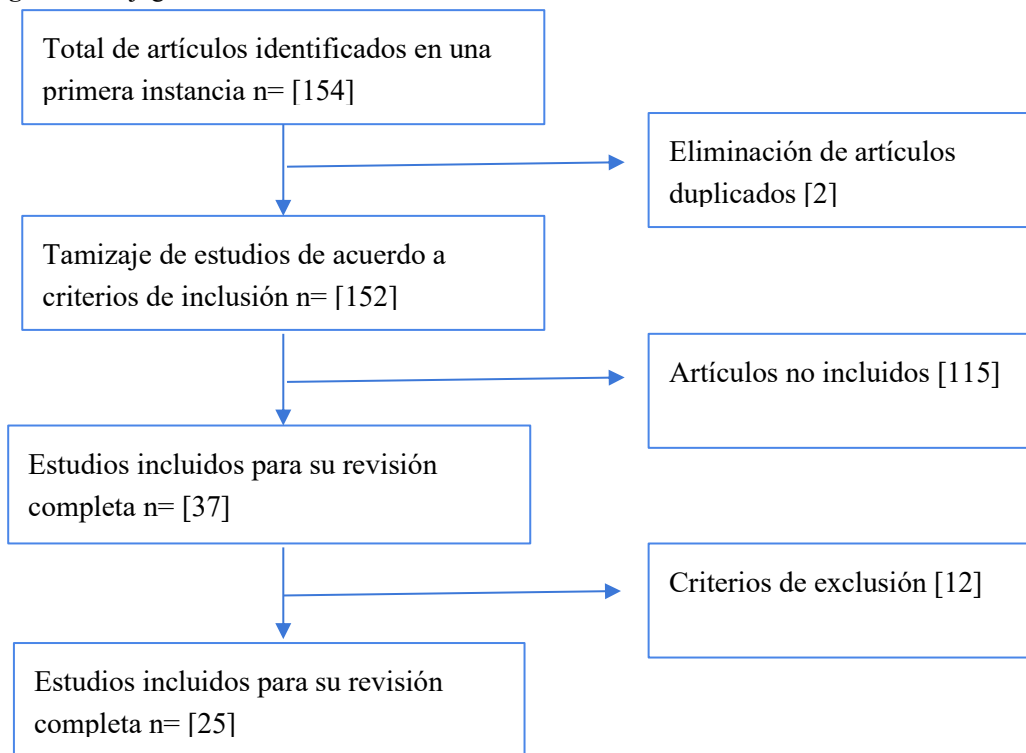 Total de artículos identificados en una
primera instancia n= [154]
Eliminación de artículos
duplicados [2]
Tamizaje de estudios de acuerdo a
criterios de inclusión n= [152]
Artículos no incluidos [115]
Estudios incluidos para su revisión
completa n= [37]
Criterios de exclusión [12]
Estudios incluidos para su revisión
completa n= [25]